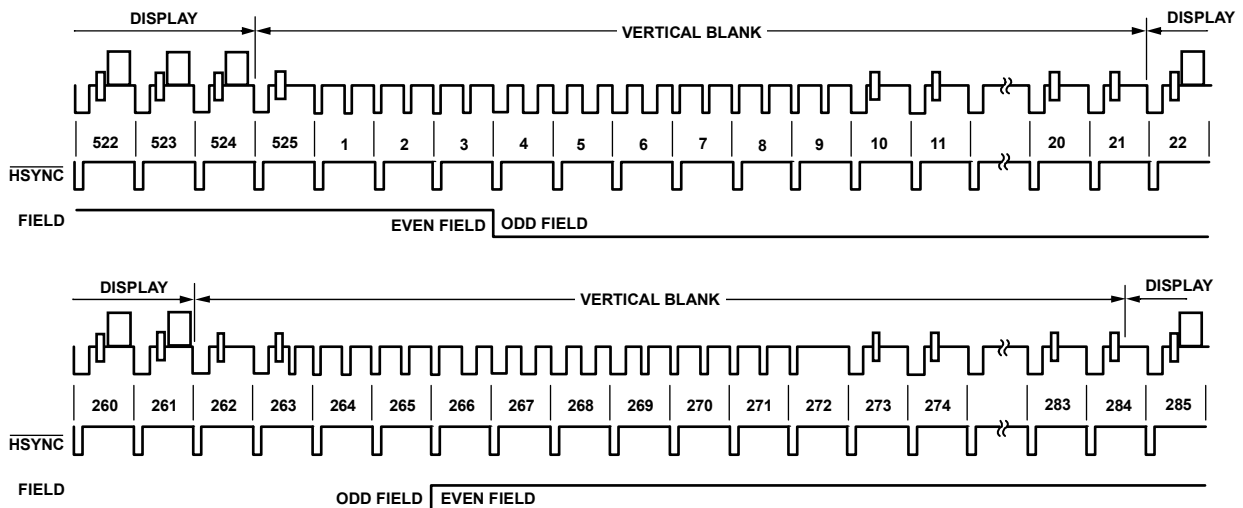 DISPLAY VERTICAL BLANK DISPLAY
522 523 524 525 1 2 3 4 5 6 7 8 9 10 11 20 21 22
HSYNC
FIELD EVEN FIELD ODD FIELD
DISPLAY VERTICAL BLANK DISPLAY
260 261 262 263 264 265 266 267 268 269 270 271 272 273 274 283 284 285
HSYNC
FIELD ODD FIELD EVEN FIELD